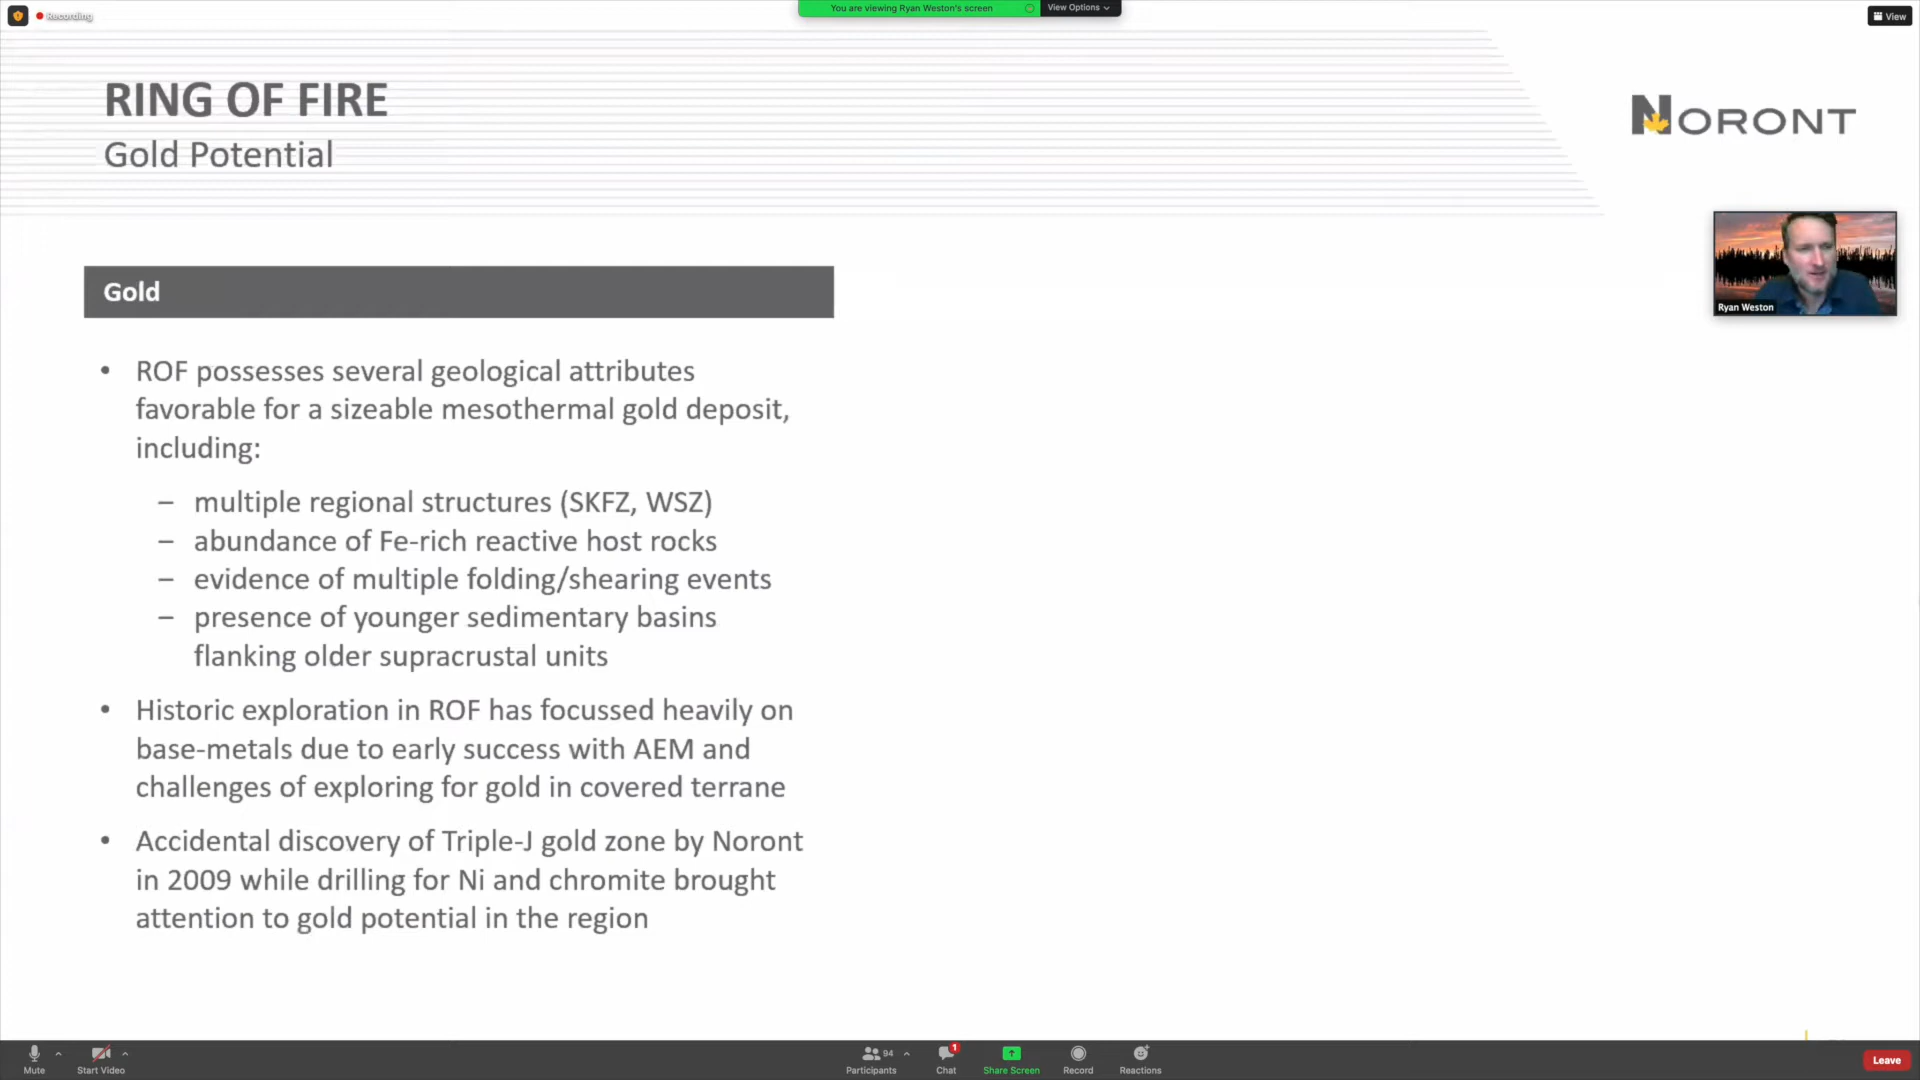 Recording
You are viewing Ryan Weston's screen
View Options
View
RING OF FIRE
Gold Potential
NORONT
Ryan Weston
Gold
• ROF possesses several geological attributes
favorable for a sizeable mesothermal gold deposit,
including:
– multiple regional structures (SKFZ, WSZ)
– abundance of Fe-rich reactive host rocks
– evidence of multiple folding/shearing events
– presence of younger sedimentary basins
flanking older supracrustal units
• Historic exploration in ROF has focussed heavily on
base-metals due to early success with AEM and
challenges of exploring for gold in covered terrane
• Accidental discovery of Triple-J gold zone by Noront
in 2009 while drilling for Ni and chromite brought
attention to gold potential in the region
94
1
Mute
Start Video
Participants
Chat
Share Screen
Record
Reactions
Leave